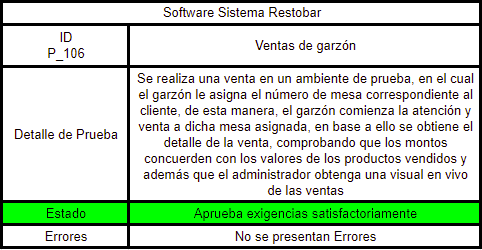 Software Sistema Restobar
ID
P_106
Ventas de garzón
Detalle de Prueba
Se realiza una venta en un ambiente de prueba, en el cual
el garzón le asigna el número de mesa correspondiente al
cliente, de esta manera, el garzón comienza la atención y
venta a dicha mesa asignada, en base a ello se obtiene el
detalle de la venta, comprobando que los montos
concuerden con los valores de los productos vendidos y
además que el administrador obtenga una visual en vivo
de las ventas
Estado
Aprueba exigencias satisfactoriamente
Errores
No se presentan Errores